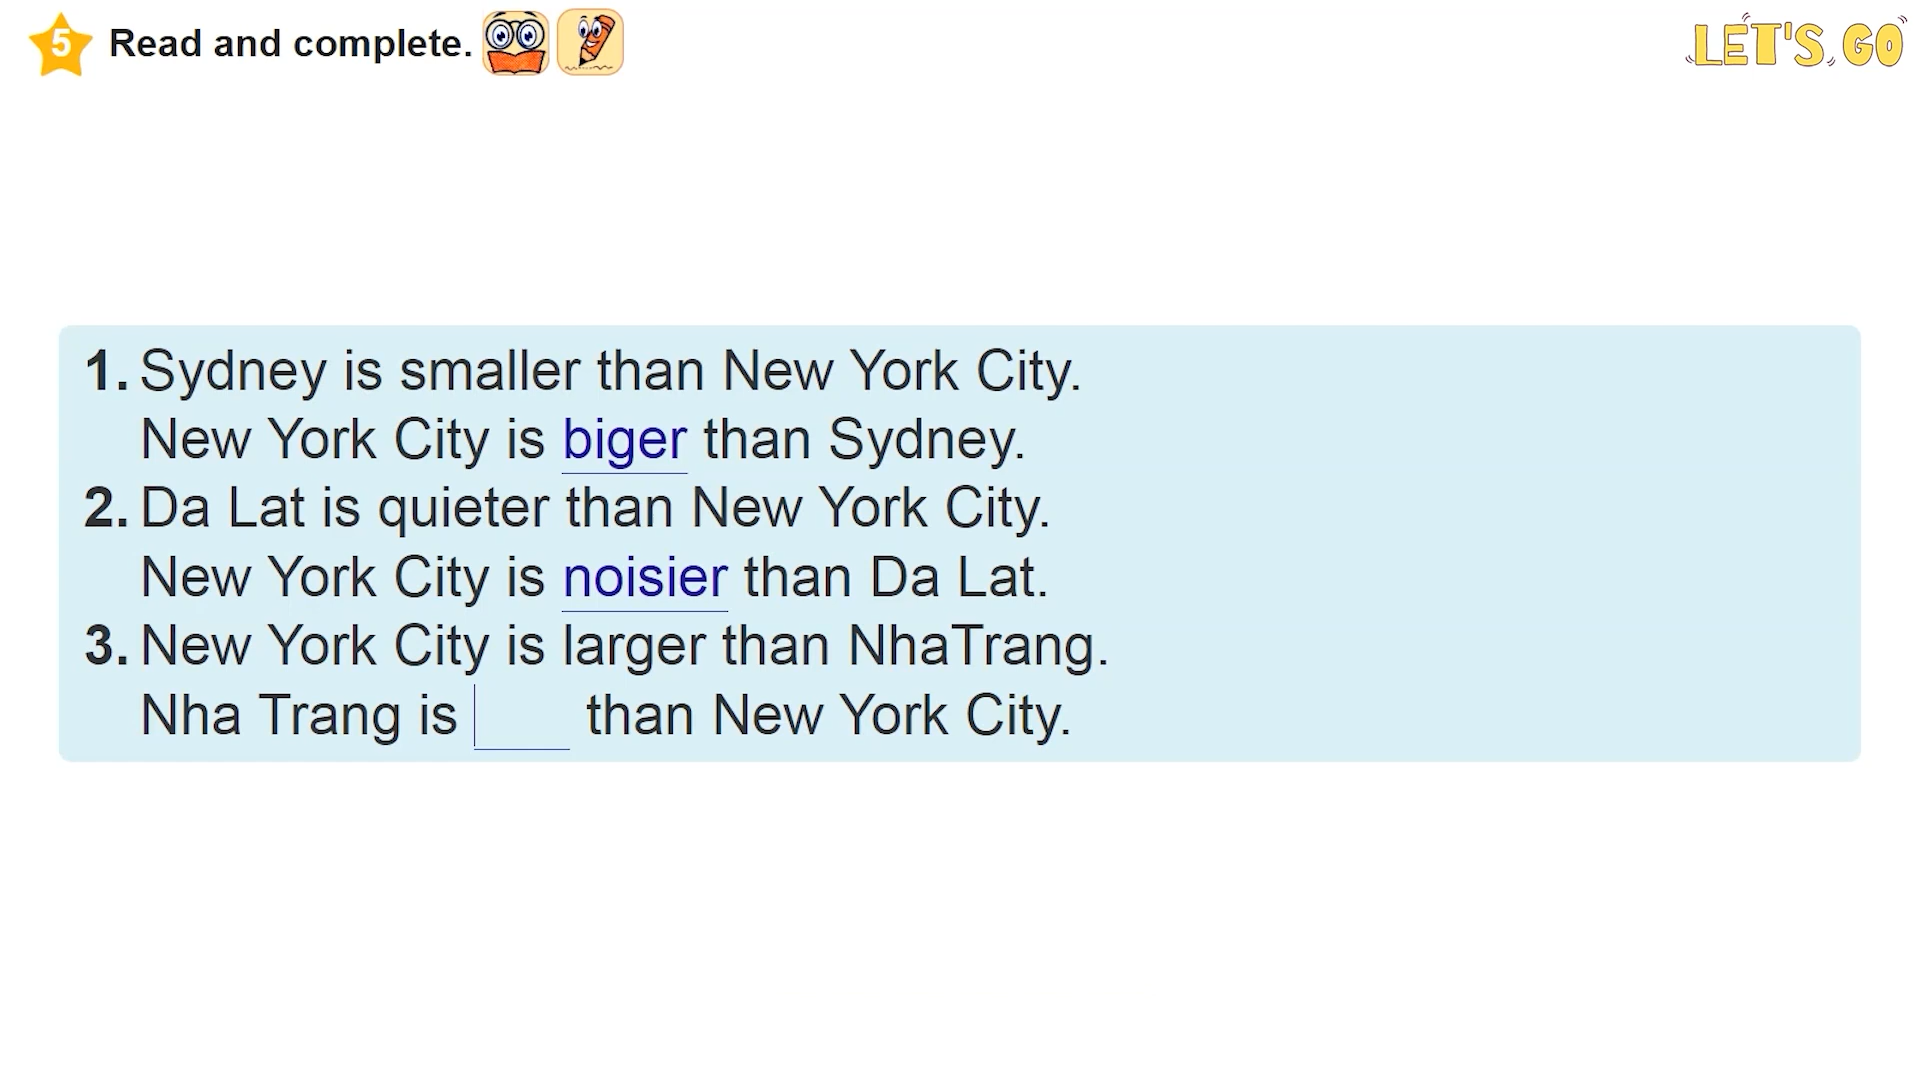 5 Read and complete.
LET'S GO
1. Sydney is smaller than New York City.
New York City is biger than Sydney.
2. Da Lat is quieter than New York City.
New York City is noisier than Da Lat.
3. New York City is larger than NhaTrang.
Nha Trang is ____ than New York City.